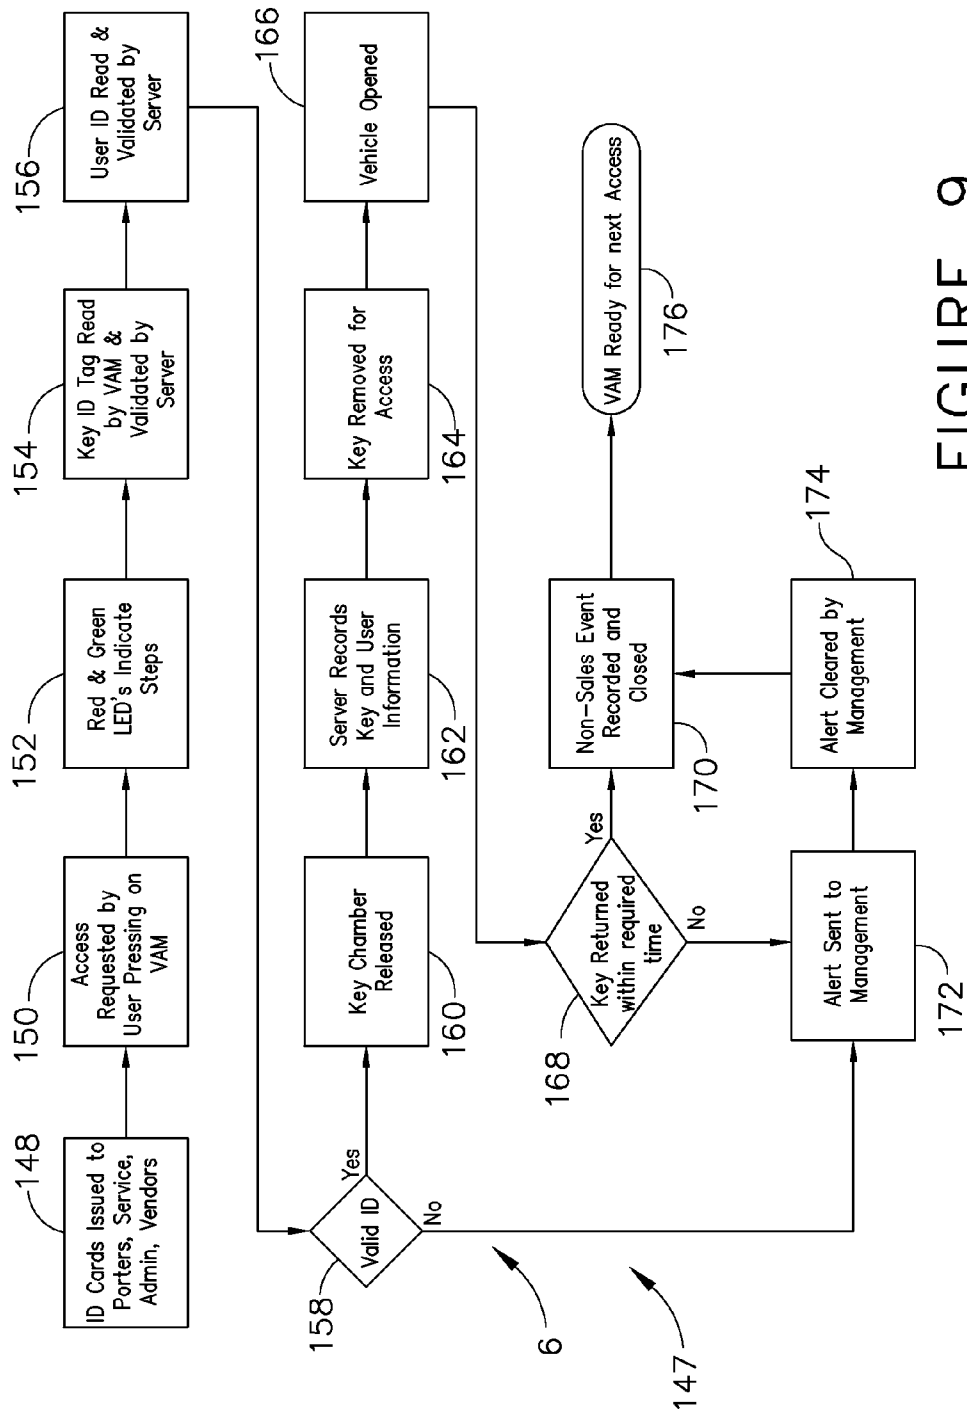 148
ID Cards Issued to
Porters, Service,
Admin, Vendors
150
Access
Requested by
User Pressing on
VAM
152
Red & Green
LED's Indicate
Steps
154
Key ID Tag Read
by VAM &
Validated by
Server
156
User ID Read &
Validated by
Server
158
Valid ID
Yes
No
160
Key Chamber
Released
162
Server Records
Key and User
Information
164
Key Removed for
Access
166
Vehicle Opened
168
Key Returned
within required
time
Yes
No
170
Non-Sales Event
Recorded and
Closed
176
VAM Ready for next Access
172
Alert Sent to
Management
174
Alert Cleared by
Management
6
147
FIGURE 9